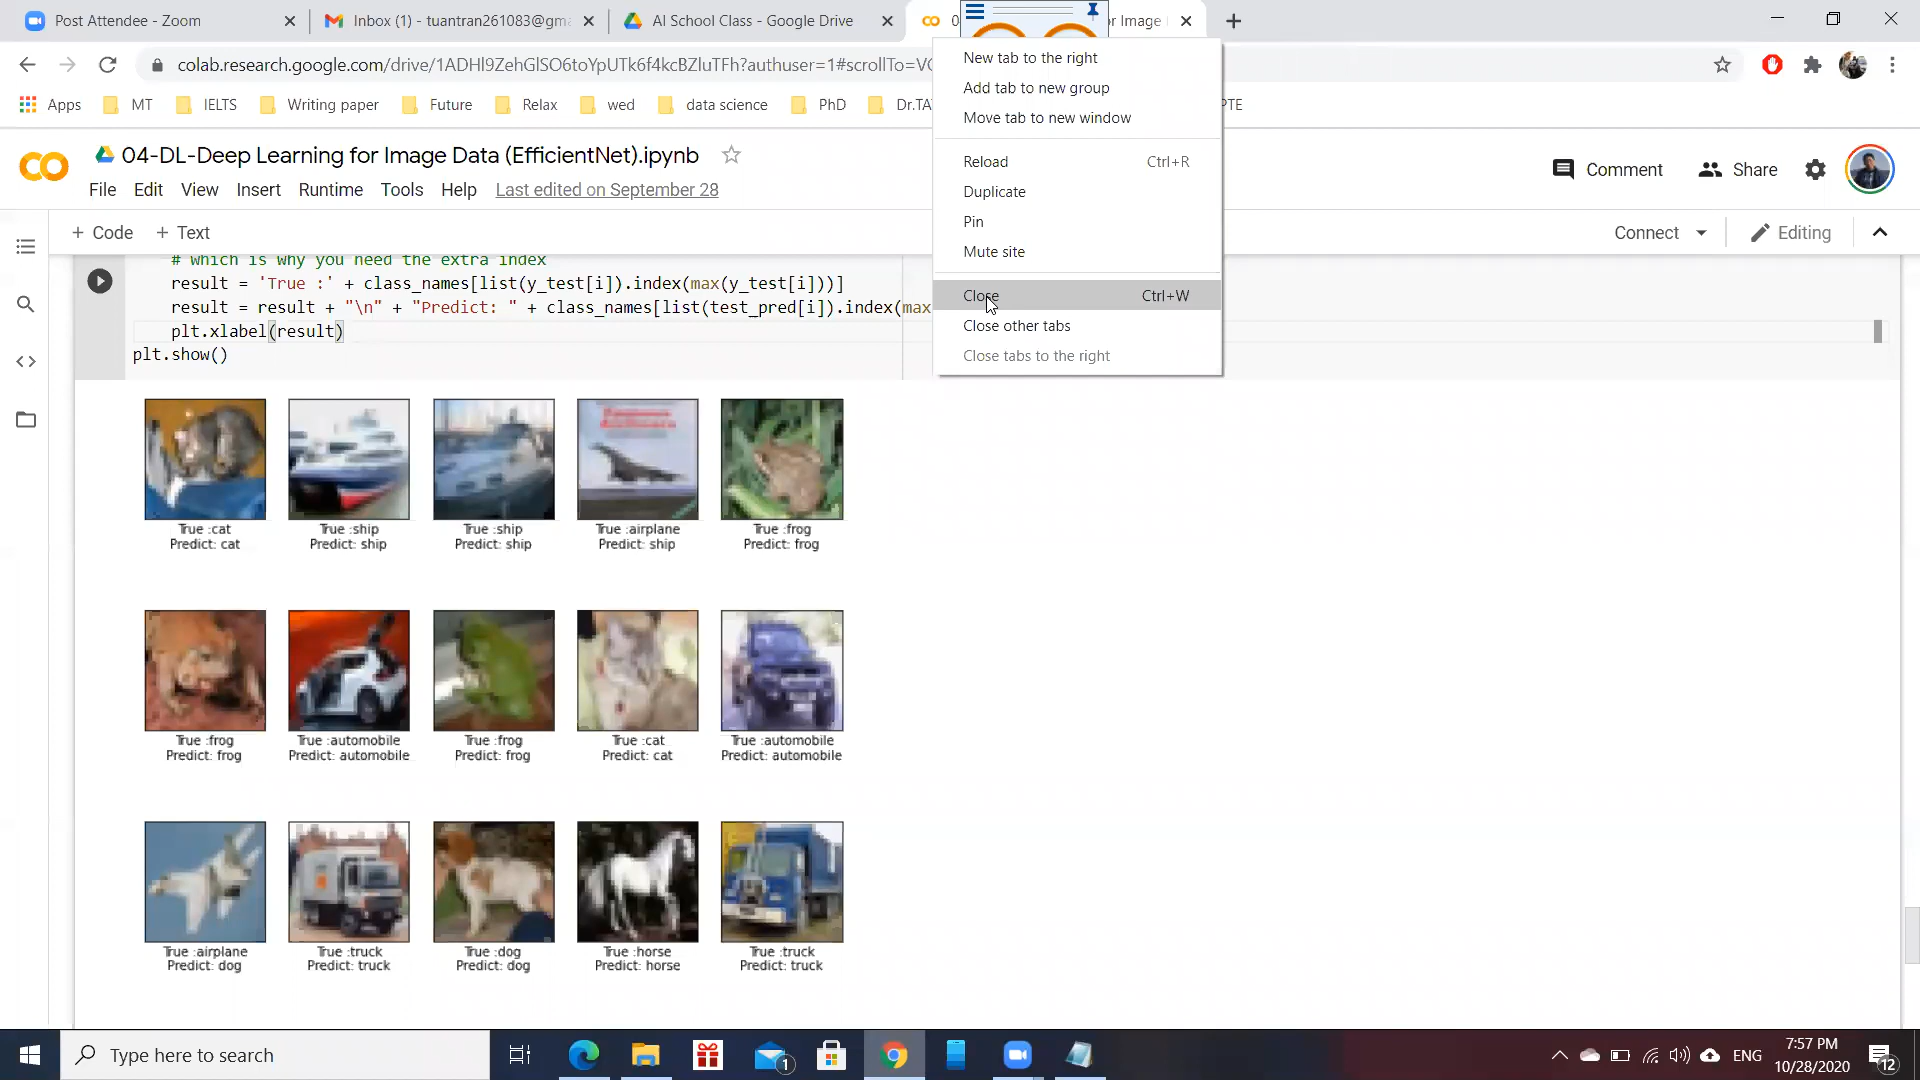 Post Attendee - Zoom
Inbox (1) - tuantran261083@gma
AI School Class - Google Drive
or Image
colab.research.google.com/drive/1ADHl9ZehGlSO6toYpUTk6f4kcBZluTFh?authuser=1#scrollTo=VC
Apps
MT
IELTS
Writing paper
Future
Relax
wed
data science
PhD
PTE
04-DL-Deep Learning for Image Data (EfficientNet).ipynb
Comment
Share
File Edit View Insert Runtime Tools Help Last edited on September 28
+ Code + Text
Connect
Editing
New tab to the right
Add tab to new group
Move tab to new window
Reload Ctrl+R
Duplicate
Pin
Mute site
Close Ctrl+W
Close other tabs
Close tabs to the right
# which is why you need the extra index
result = 'True :' + class_names[list(y_test[i]).index(max(y_test[i]))]
result = result + "\n" + "Predict: " + class_names[list(test_pred[i]).index(max
plt.xlabel(result)
plt.show()
True :cat
Predict: cat
True :ship
Predict: ship
True :ship
Predict: ship
True :airplane
Predict: ship
True :frog
Predict: frog
True :frog
Predict: frog
True :automobile
Predict: automobile
True :frog
Predict: frog
True :cat
Predict: cat
True :automobile
Predict: automobile
True :airplane
Predict: dog
True :truck
Predict: truck
True :dog
Predict: dog
True :horse
Predict: horse
True :truck
Predict: truck
Type here to search
1
ENG
7:57 PM
10/28/2020
12